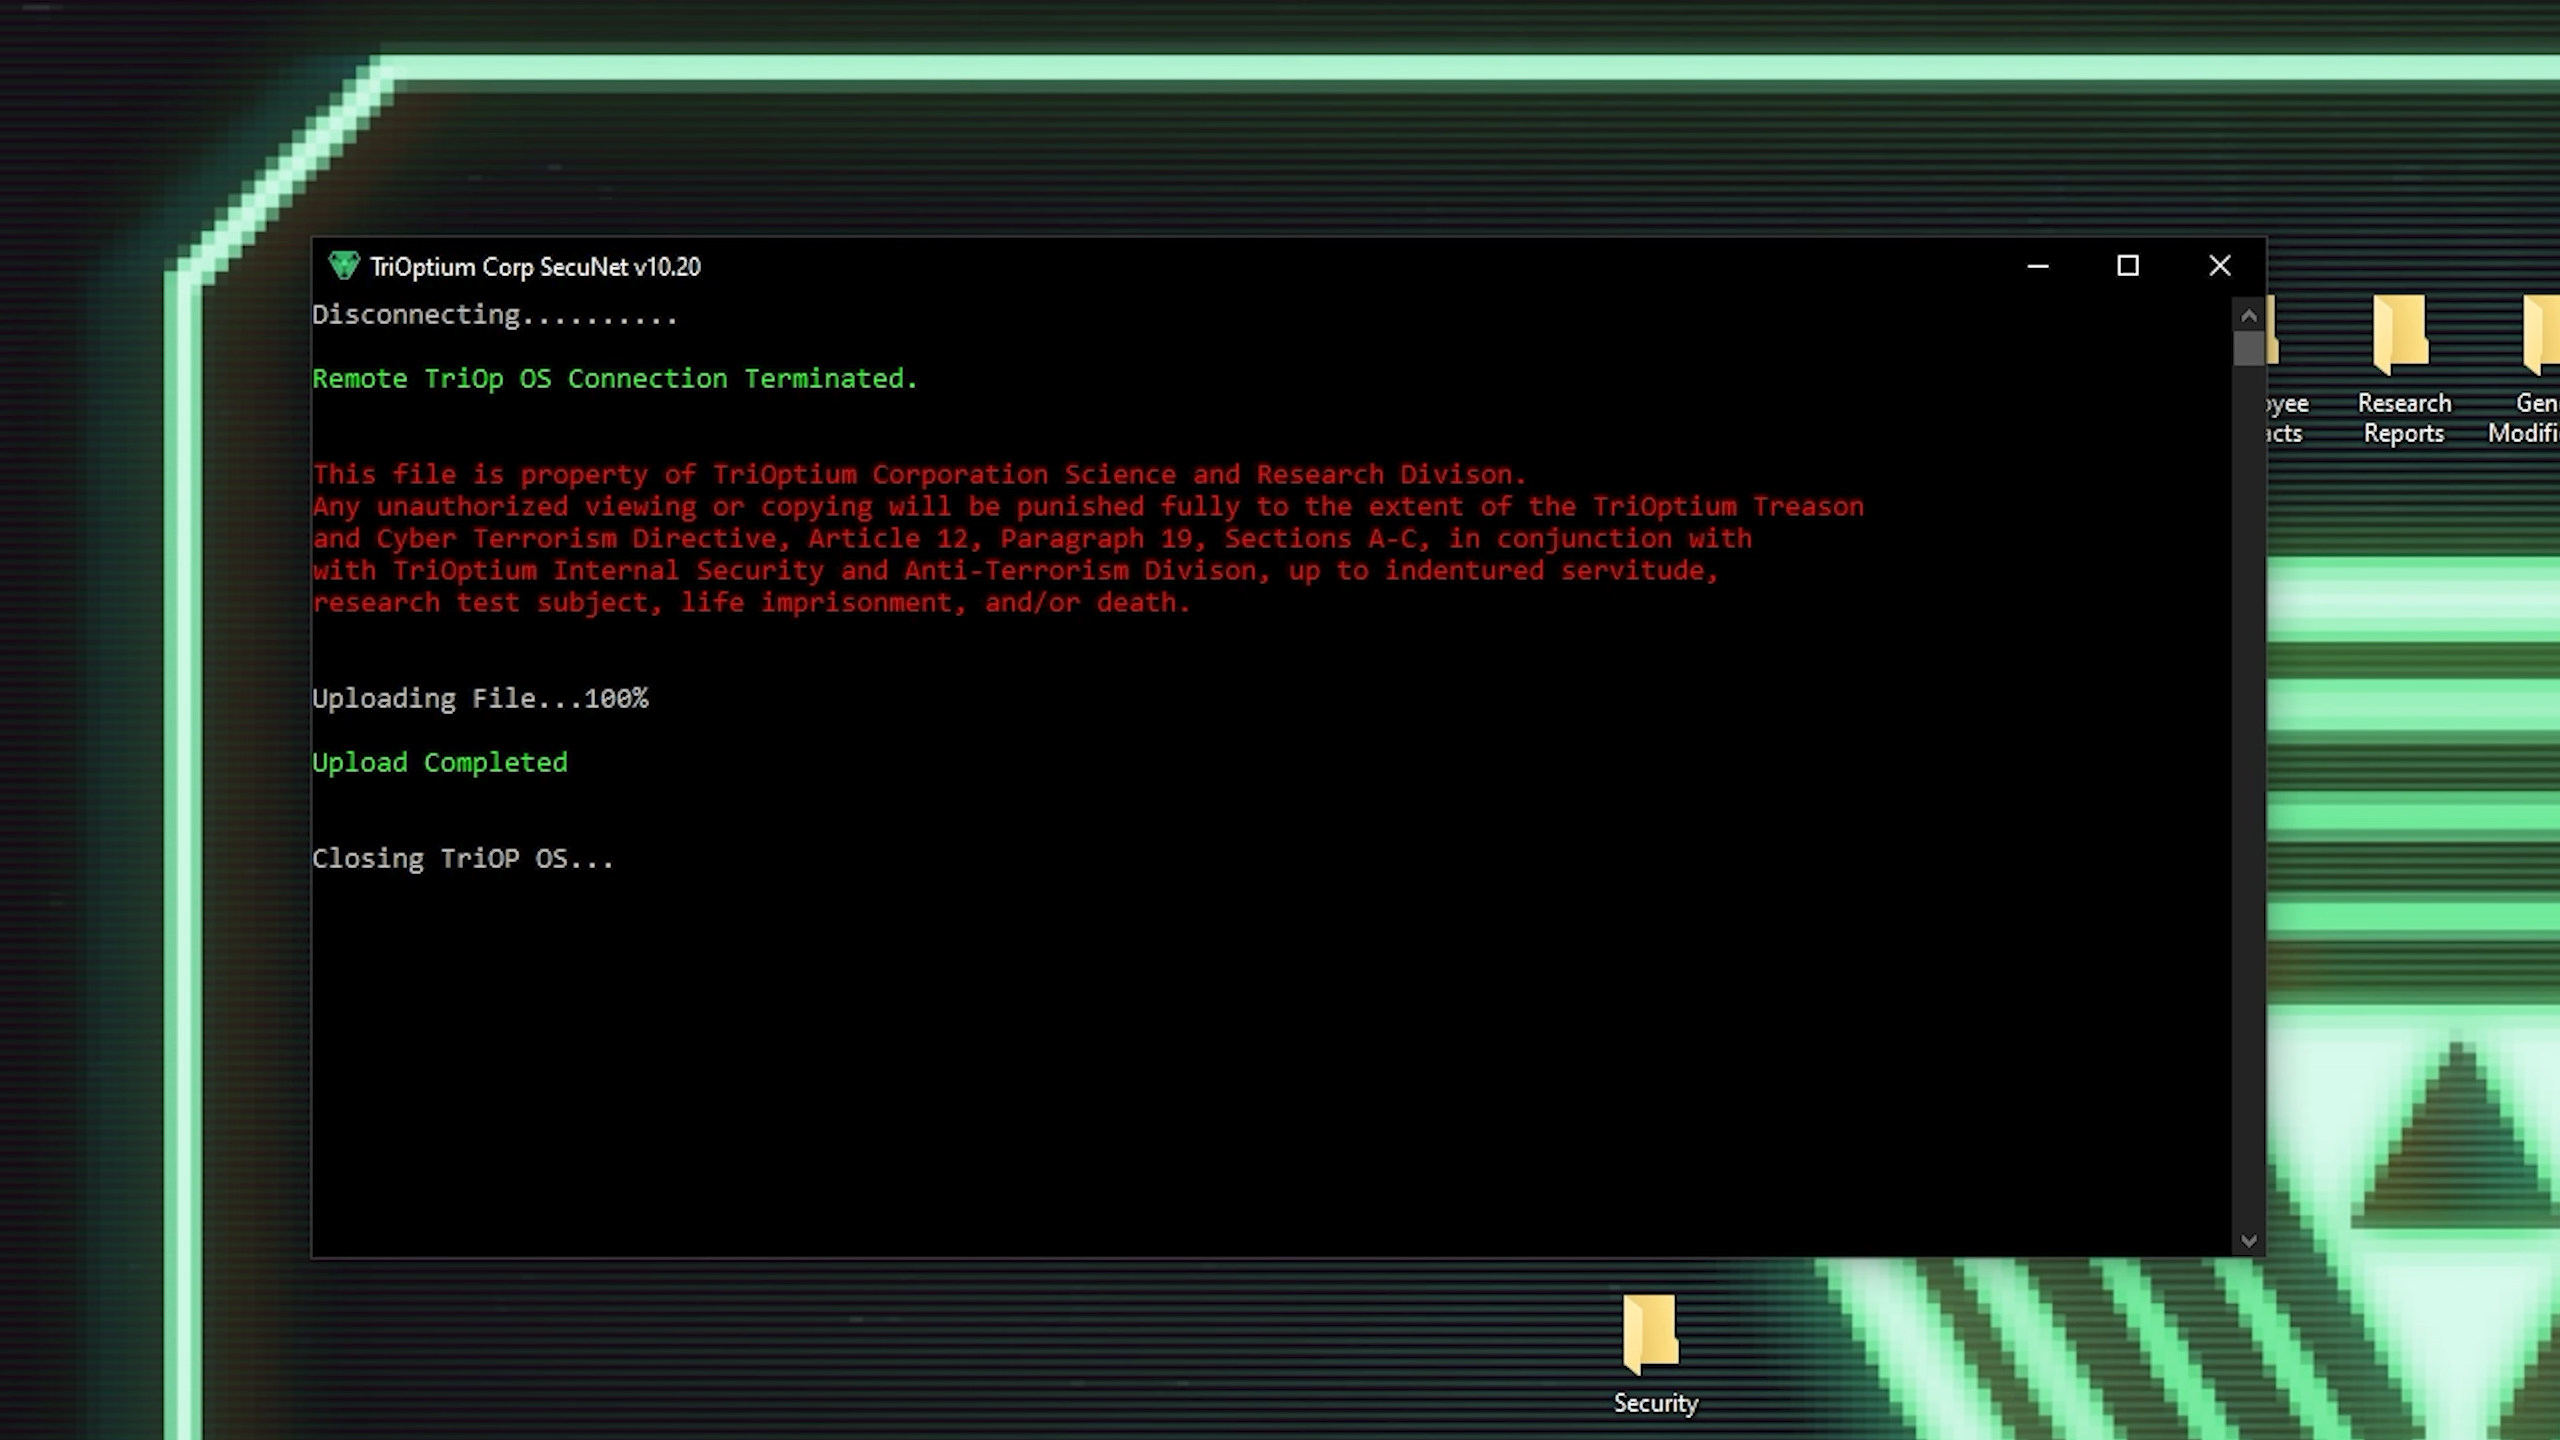 TriOptium Corp SecuNet v10.20
Disconnecting..........
Remote TriOp OS Connection Terminated.
This file is property of TriOptium Corporation Science and Research Divison.
Any unauthorized viewing or copying will be punished fully to the extent of the TriOptium Treason
and Cyber Terrorism Directive, Article 12, Paragraph 19, Sections A-C, in conjunction with
with TriOptium Internal Security and Anti-Terrorism Divison, up to indentured servitude,
research test subject, life imprisonment, and/or death.
Uploading File...100%
Upload Completed
Closing TriOP OS...
Research
Reports
Security